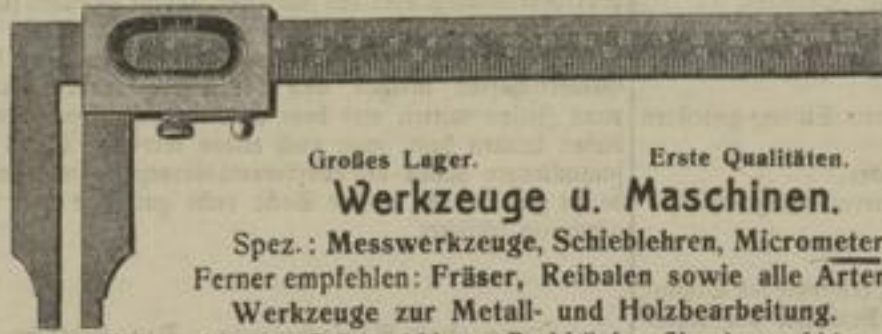 Großes Lager. Erste Qualitäten.
Werkzeuge u. Maschinen.
Spez.: Messwerkzeuge, Schieblehren, Micrometer
Ferner empfehlen: Fräser, Reibalen sowie alle Arten
Werkzeuge zur Metall- und Holzbearbeitung.